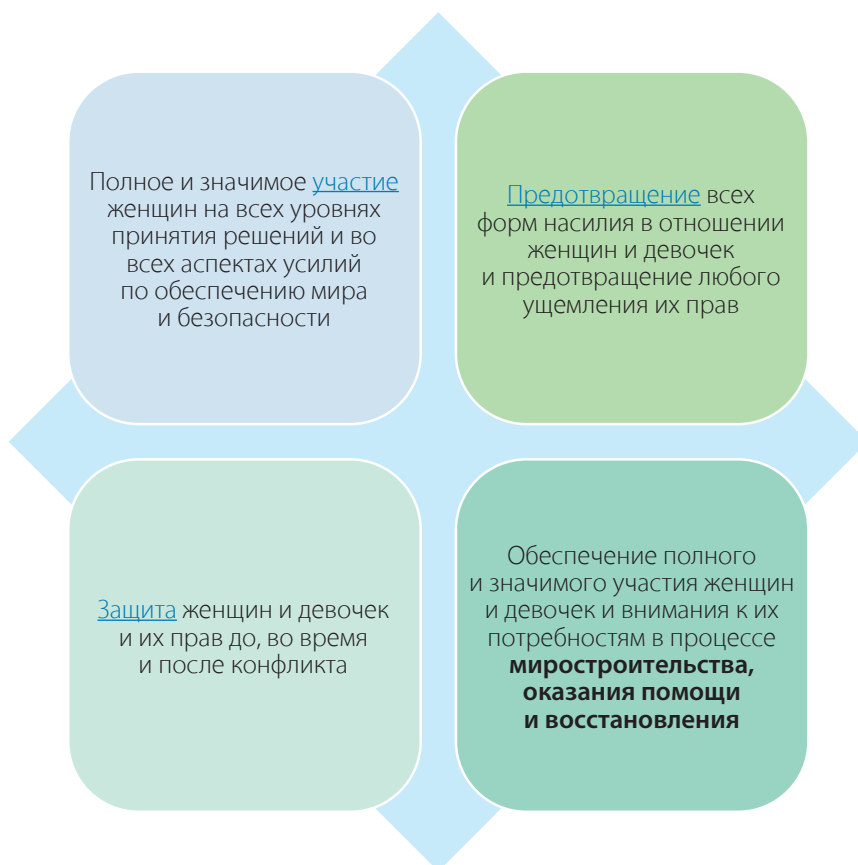 Полное и значимое участие
женщин на всех уровнях
принятия решений и во
всех аспектах усилий
по обеспечению мира
и безопасности
Предотвращение всех
форм насилия в отношении
женщин и девочек
и предотвращение любого
ущемления их прав
Защита женщин и девочек
и их прав до, во время
и после конфликта
Обеспечение полного
и значимого участия женщин
и девочек и внимания к их
потребностям в процессе
миростроительства,
оказания помощи
и восстановления